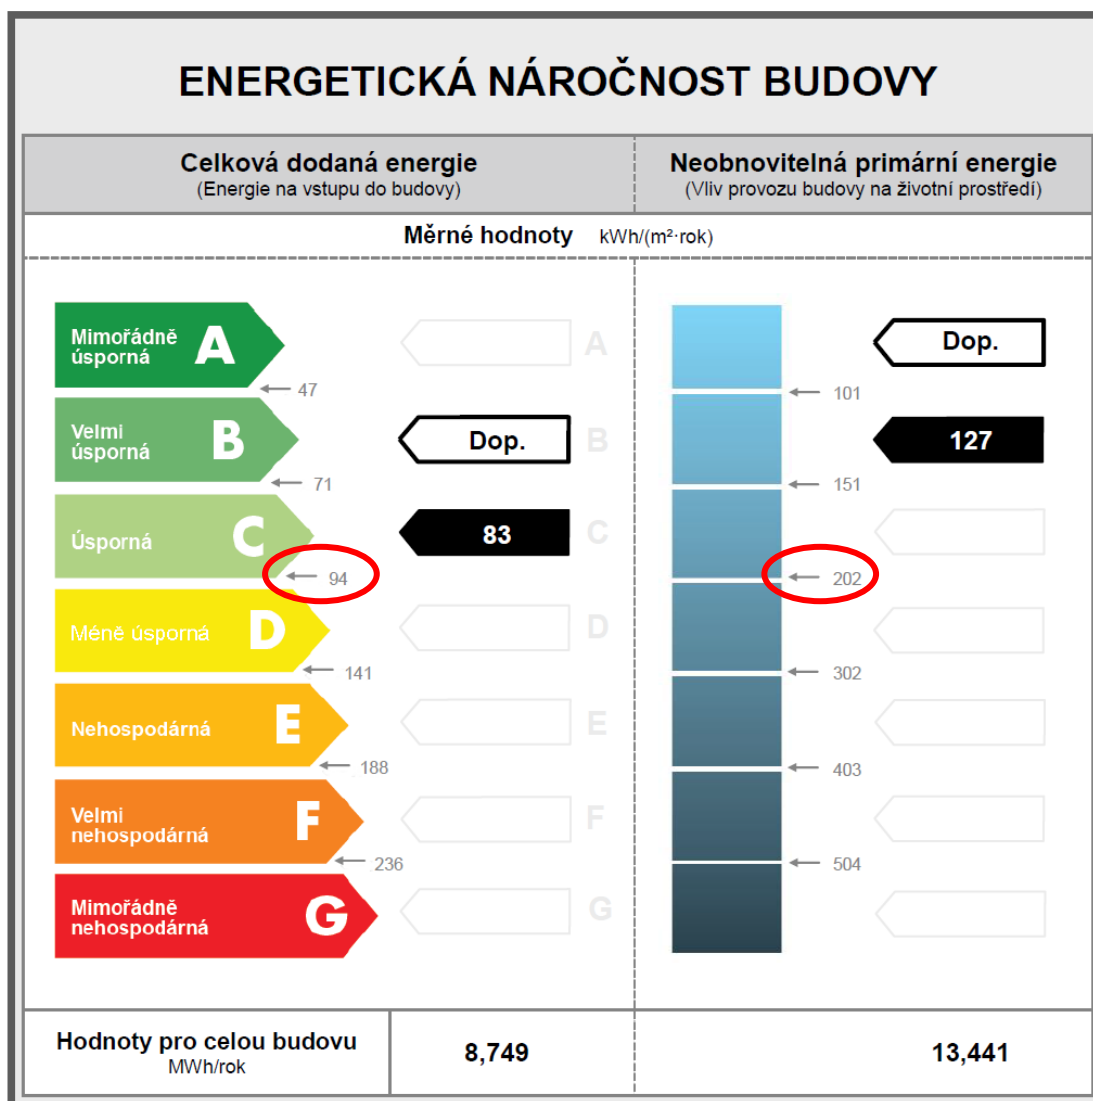 ENERGETICKÁ NÁROČNOST BUDOVY
Celková dodaná energie
(Energie na vstupu do budovy)
Neobnovitelná primární energie
(Vliv provozu budovy na životní prostředí)
Měrné hodnoty kWh/(m²·rok)
Mimořádně
úsporná
A
A
Dop.
47
101
Velmi
úsporná
B
Dop.
B
127
71
151
Úsporná
C
83
C
94
202
Méně úsporná
D
D
141
302
Nehospodárná
E
E
188
403
Velmi
nehospodárná
F
F
236
504
Mimořádně
nehospodárná
G
G
Hodnoty pro celou budovu
MWh/rok
8,749
13,441